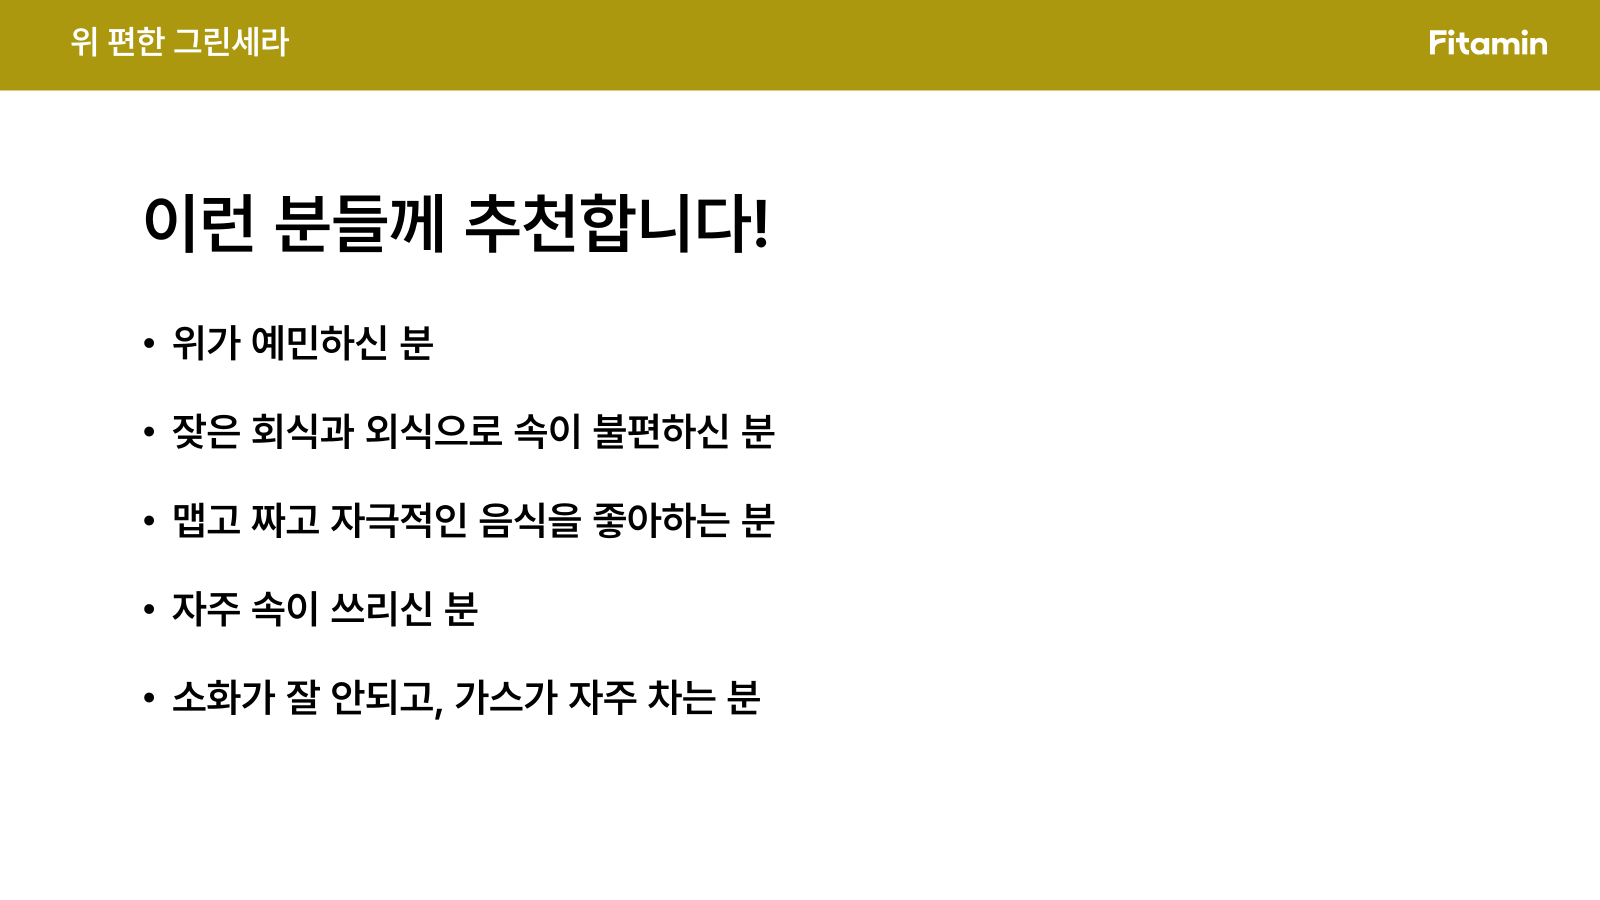 위 편한 그린세라
Fitamin
이런 분들께 추천합니다!
• 위가 예민하신 분
• 잦은 회식과 외식으로 속이 불편하신 분
• 맵고 짜고 자극적인 음식을 좋아하는 분
• 자주 속이 쓰리신 분
• 소화가 잘 안되고, 가스가 자주 차는 분